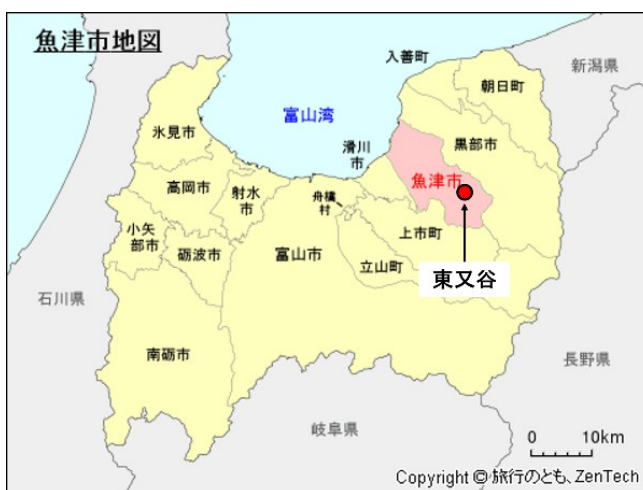 魚津市地図
入善町
朝日町
新潟県
富山湾
氷見市
滑川
市
黒部市
魚津市
高岡市
射水
市
舟橋
村
小矢
部市
砺波市
富山市
上市町
立山町
東又谷
石川県
南砺市
長野県
岐阜県
0 10km
Copyright © 旅行のとも、ZenTech